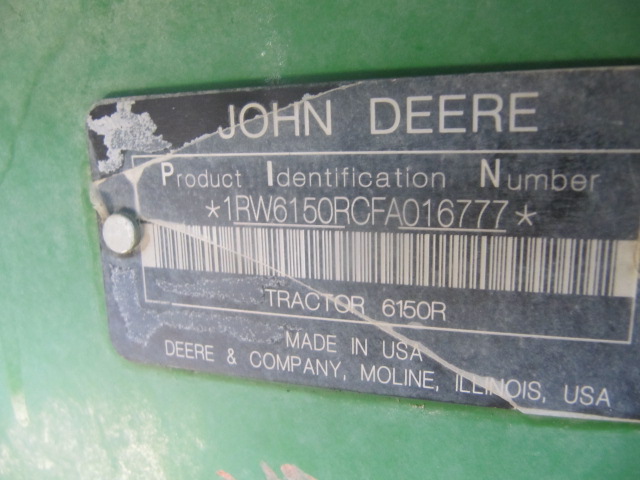 JOHN DEERE
Product Identification Number
*1RW6150RCFA016777*
TRACTOR 6150R
MADE IN USA
DEERE & COMPANY, MOLINE, ILLINOIS, USA